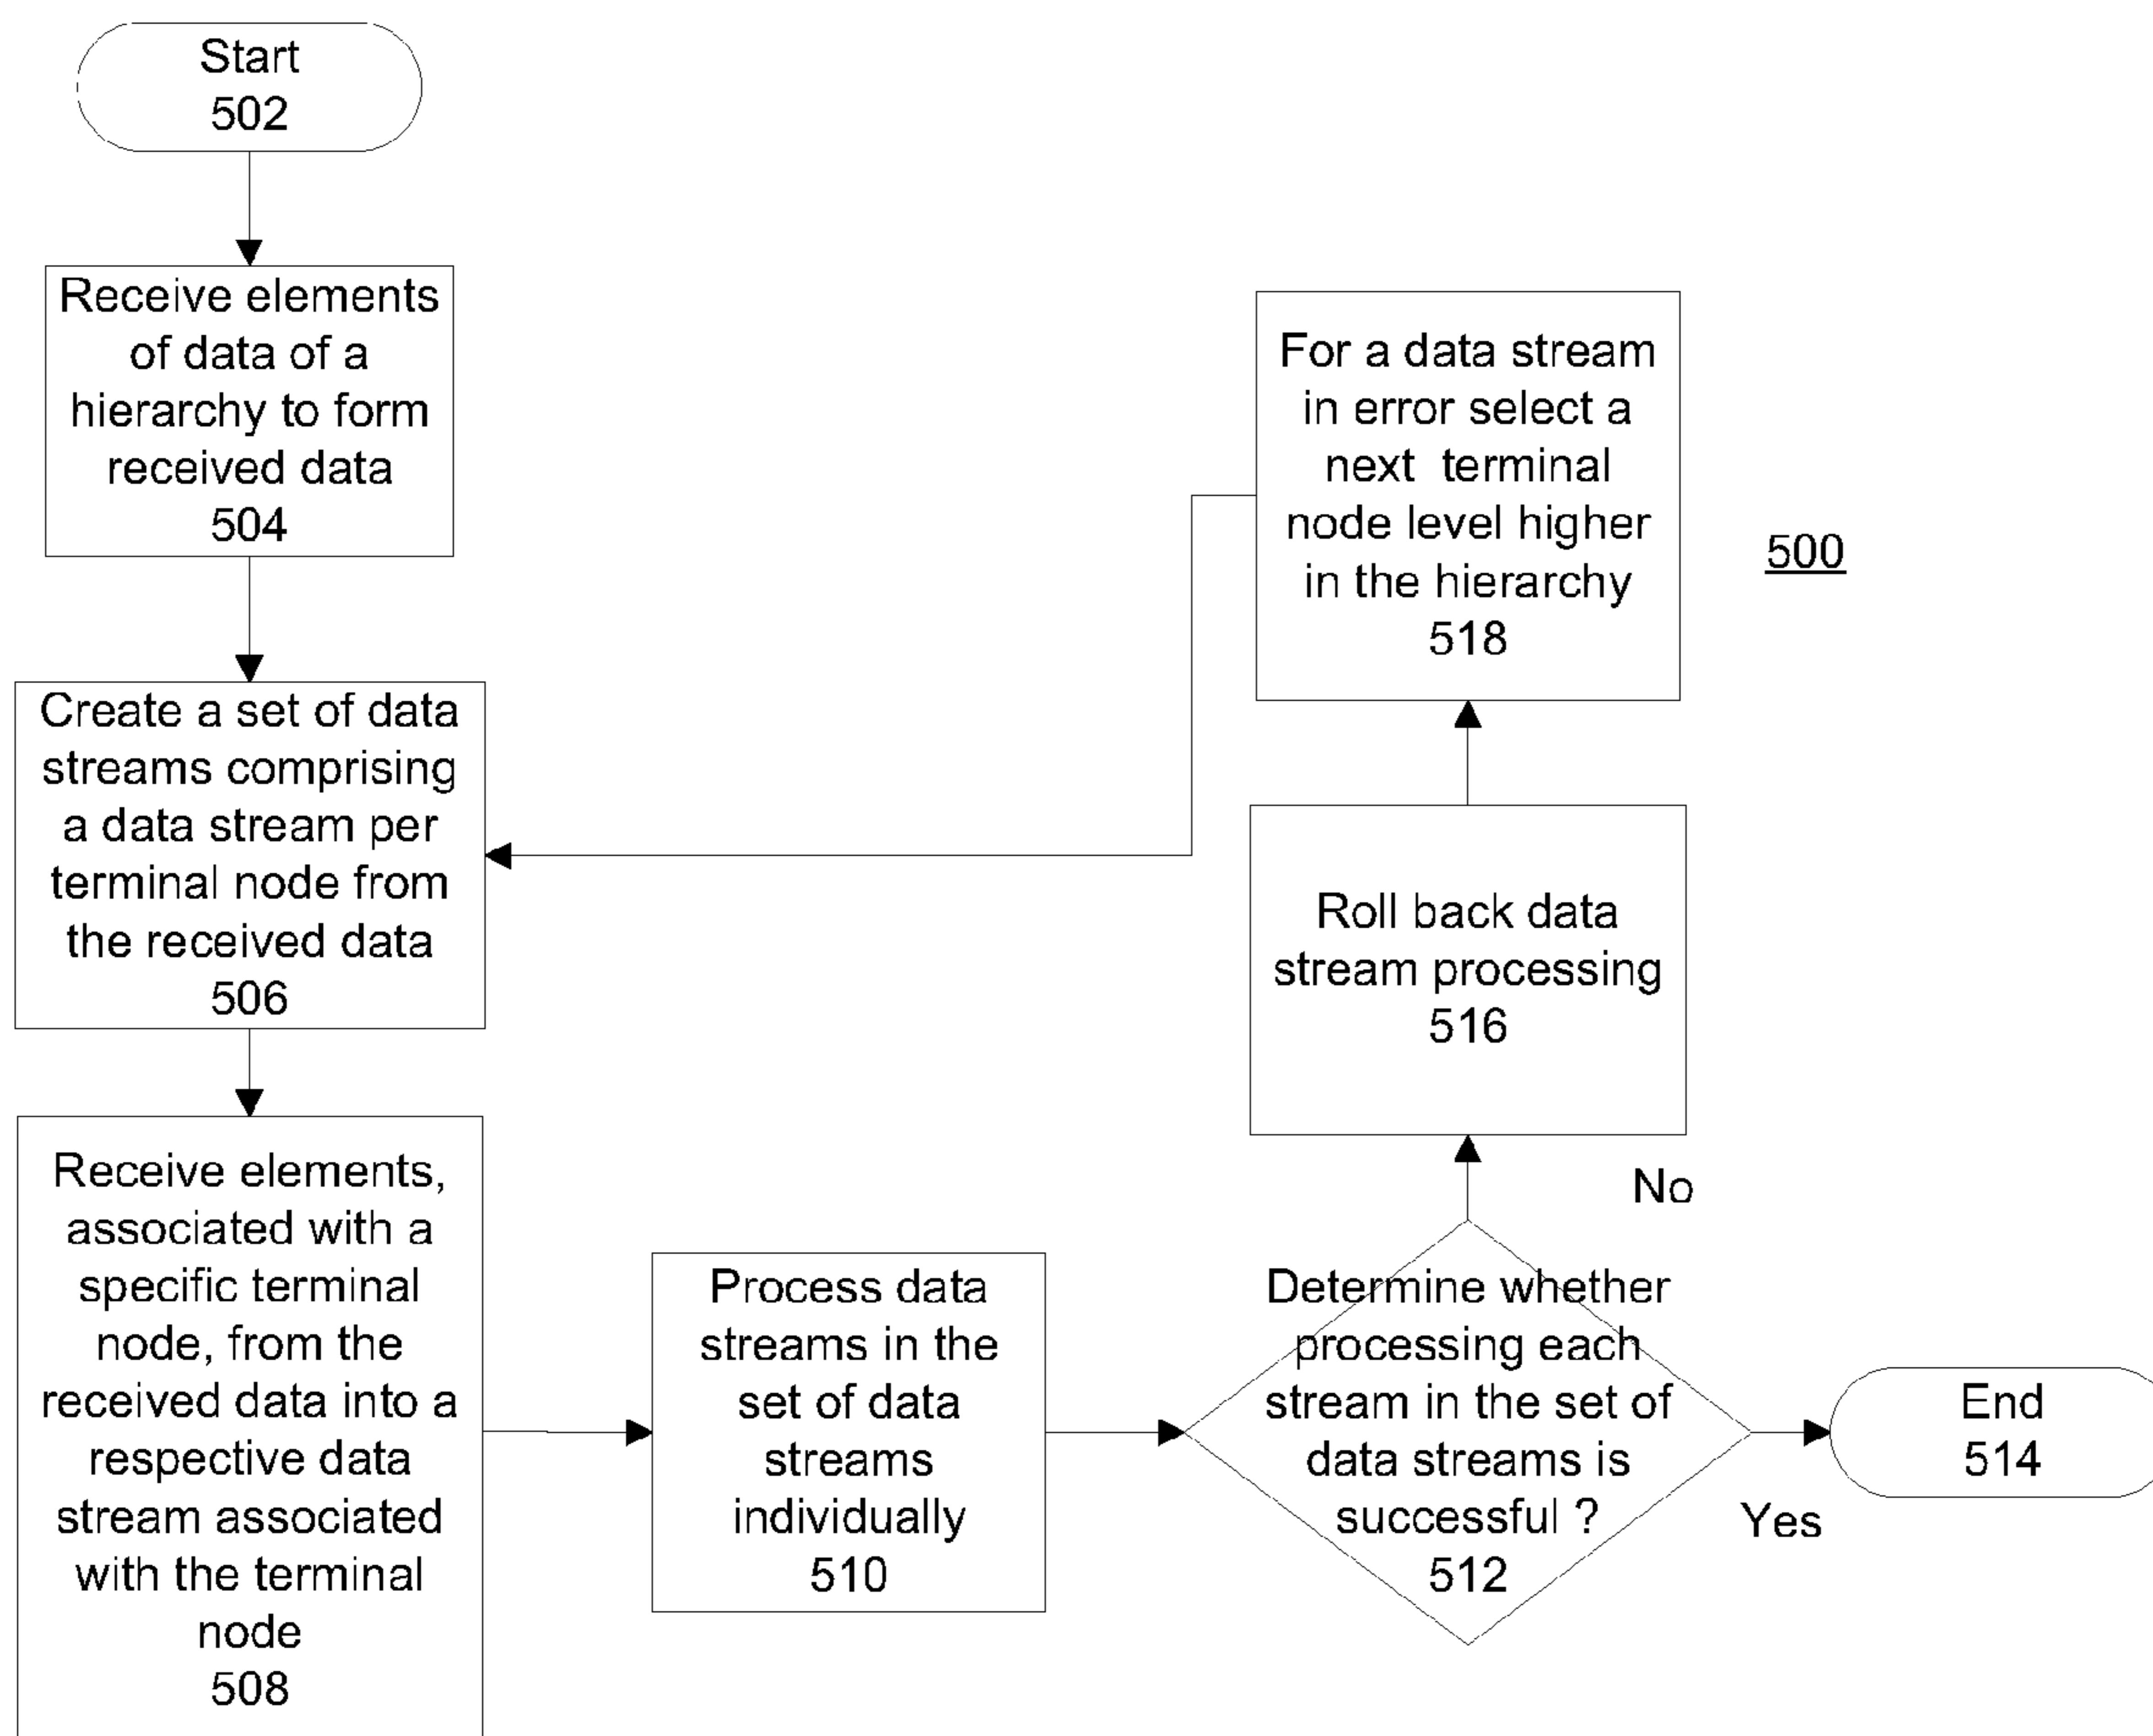 Start
502
Receive elements
of data of a
hierarchy to form
received data
504
Create a set of data
streams comprising
a data stream per
terminal node from
the received data
506
Receive elements,
associated with a
specific terminal
node, from the
received data into a
respective data
stream associated
with the terminal
node
508
Process data
streams in the
set of data
streams
individually
510
Determine whether
processing each
stream in the set of
data streams is
successful ?
512
Yes
End
514
No
Roll back data
stream processing
516
For a data stream
in error select a
next terminal
node level higher
in the hierarchy
518
500